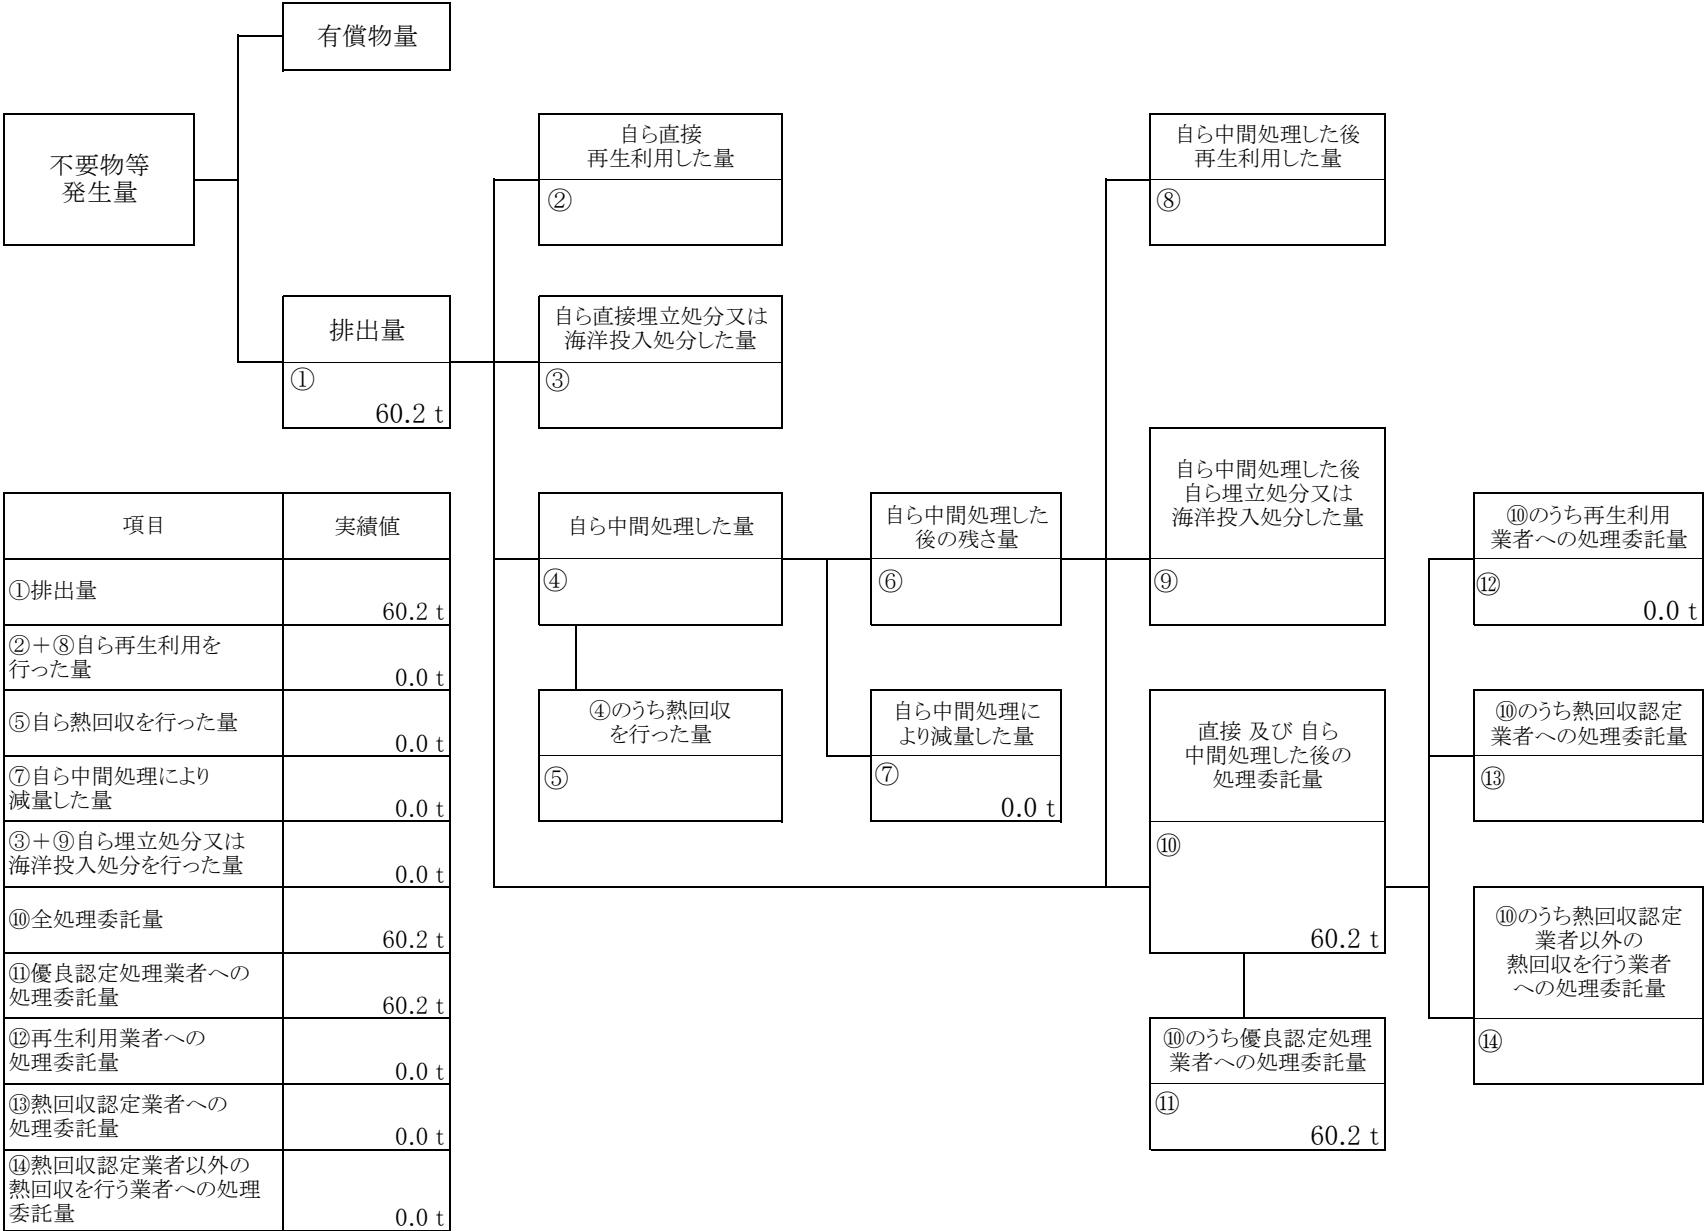 有償物量
不要物等
発生量
排出量
①
60.2 t
自ら直接
再生利用した量
②
自ら直接埋立処分又は
海洋投入処分した量
③
自ら中間処理した量
④
④のうち熱回収
を行った量
⑤
自ら中間処理した
後の残さ量
⑥
自ら中間処理に
より減量した量
⑦
0.0 t
自ら中間処理した後
再生利用した量
⑧
自ら中間処理した後
自ら埋立処分又は
海洋投入処分した量
⑨
直接 及び 自ら
中間処理した後の
処理委託量
⑩
60.2 t
⑩のうち優良認定処理
業者への処理委託量
⑪
60.2 t
⑩のうち再生利用
業者への処理委託量
⑫
0.0 t
⑩のうち熱回収認定
業者への処理委託量
⑬
⑩のうち熱回収認定
業者以外の
熱回収を行う業者
への処理委託量
⑭
項目 実績値
①排出量
60.2 t
②＋⑧自ら再生利用を
行った量
0.0 t
⑤自ら熱回収を行った量
0.0 t
⑦自ら中間処理により
減量した量
0.0 t
③＋⑨自ら埋立処分又は
海洋投入処分を行った量
0.0 t
⑩全処理委託量
60.2 t
⑪優良認定処理業者への
処理委託量
60.2 t
⑫再生利用業者への
処理委託量
0.0 t
⑬熱回収認定業者への
処理委託量
0.0 t
⑭熱回収認定業者以外の
熱回収を行う業者への処理
委託量
0.0 t